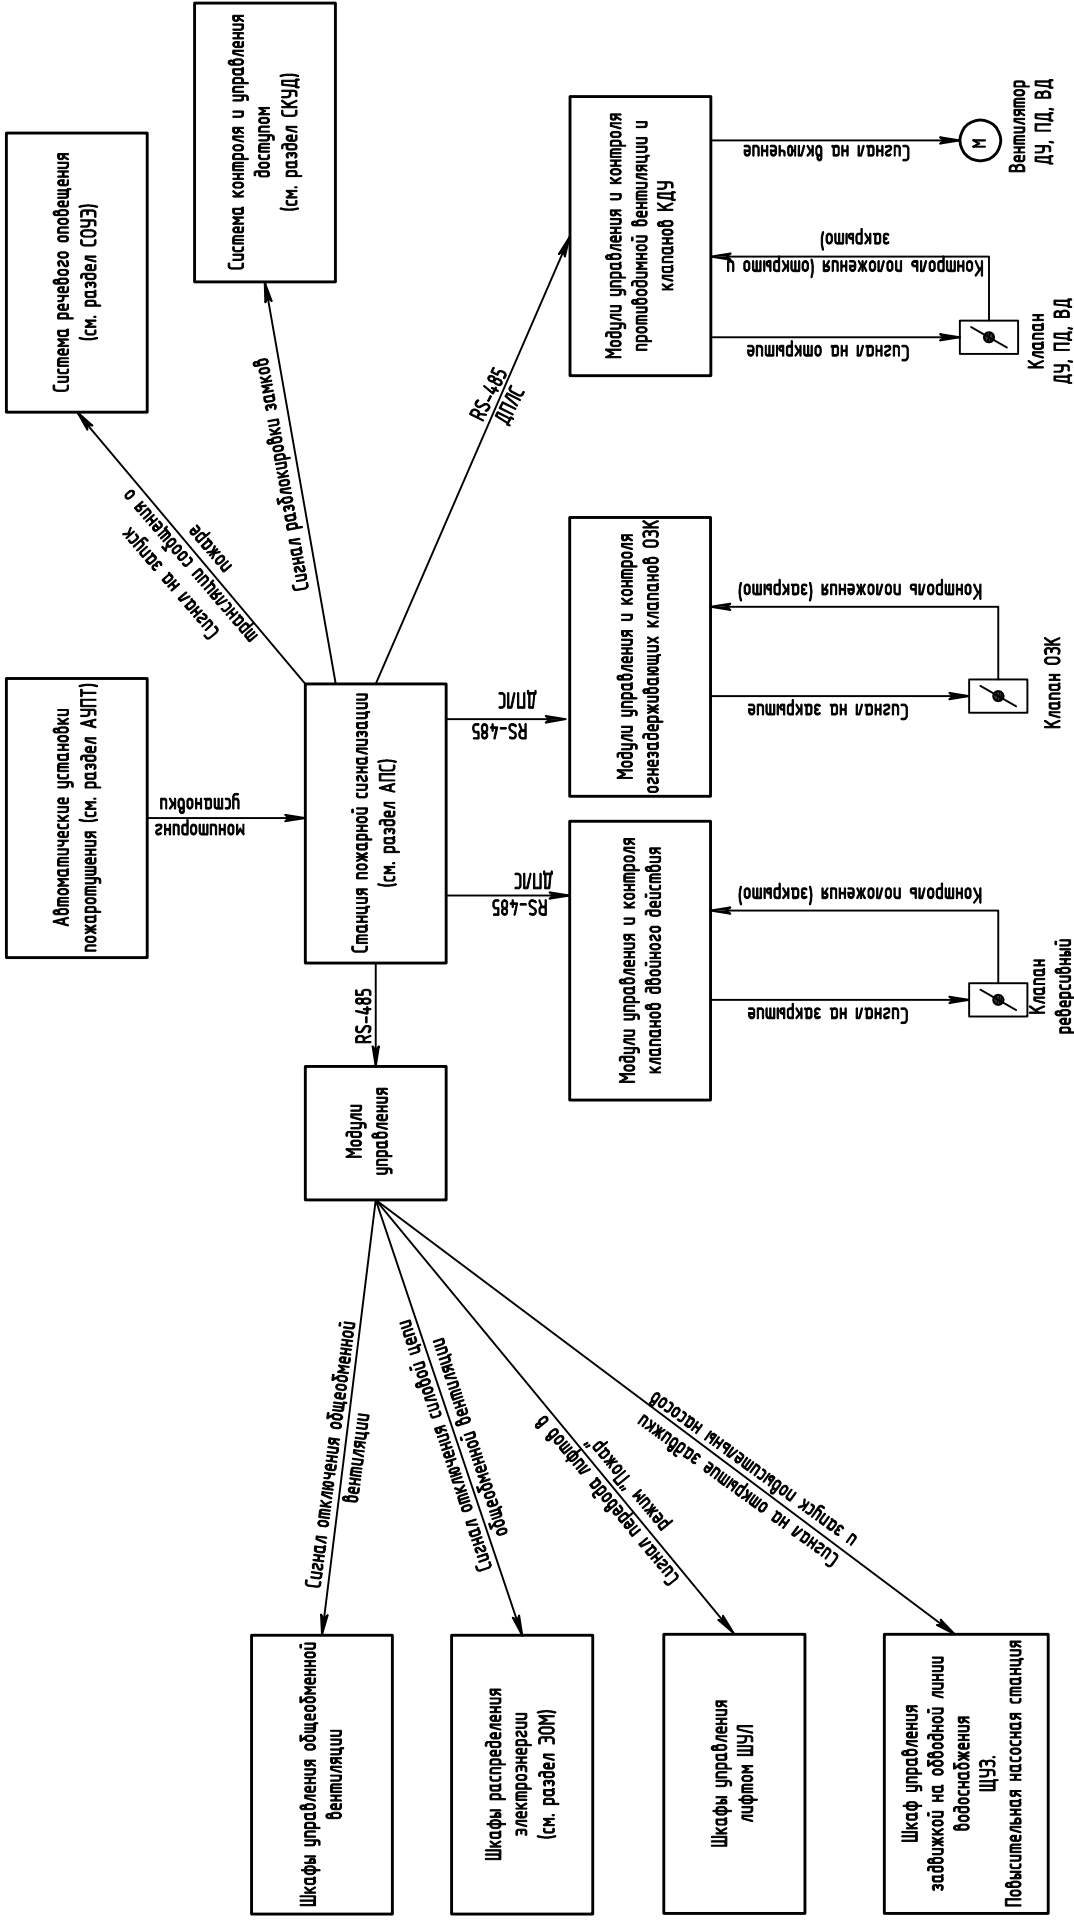 Шкафы управления общеобменной
вентиляции
Шкафы распределения
электроэнергии
(см. раздел ЭОМ)
Шкафы управления
лифтом ШУЛ
Шкаф управления
задвижкой на обводной линии
водоснабжения
ЩУЗ.
Повысительная насосная станция
Сигнал отключения общеобменной
вентиляции
Сигнал отключения силовой цепи
общеобменной вентиляции
Сигнал перевода лифтов в
режим "Пожар"
Сигнал на открытие задвижки
и запуск повысительны насосов
Модули
управления
RS-485
Автоматические установки
пожаротушения (см. раздел АУПТ)
мониторинг
установки
Станция пожарной сигнализации
(см. раздел АПС)
Сигнал на запуск
трансляции сообщения о
пожаре
Система речевого оповещения
(см. раздел СОУЭ)
Сигнал разблокировки замков
Система контроля и управления
доступом
(см. раздел СКУД)
RS-485
ДПЛС
RS-485
ДПЛС
RS-485
ДПЛС
Модули управления и контроля
клапанов двойного действия
Сигнал на закрытие
Контроль положения (закрыто)
Клапан
реверсивный
Модули управления и контроля
огнезадерживающих клапанов ОЗК
Сигнал на закрытие
Контроль положения (закрыто)
Клапан ОЗК
Модули управления и контроля
противодимной вентиляции и
клапанов КДУ
Сигнал на открытие
Контроль положения (открыто и
закрыто)
Сигнал на включение
Клапан
ДУ, ПД, ВД
М
Вентилятор
ДУ, ПД, ВД